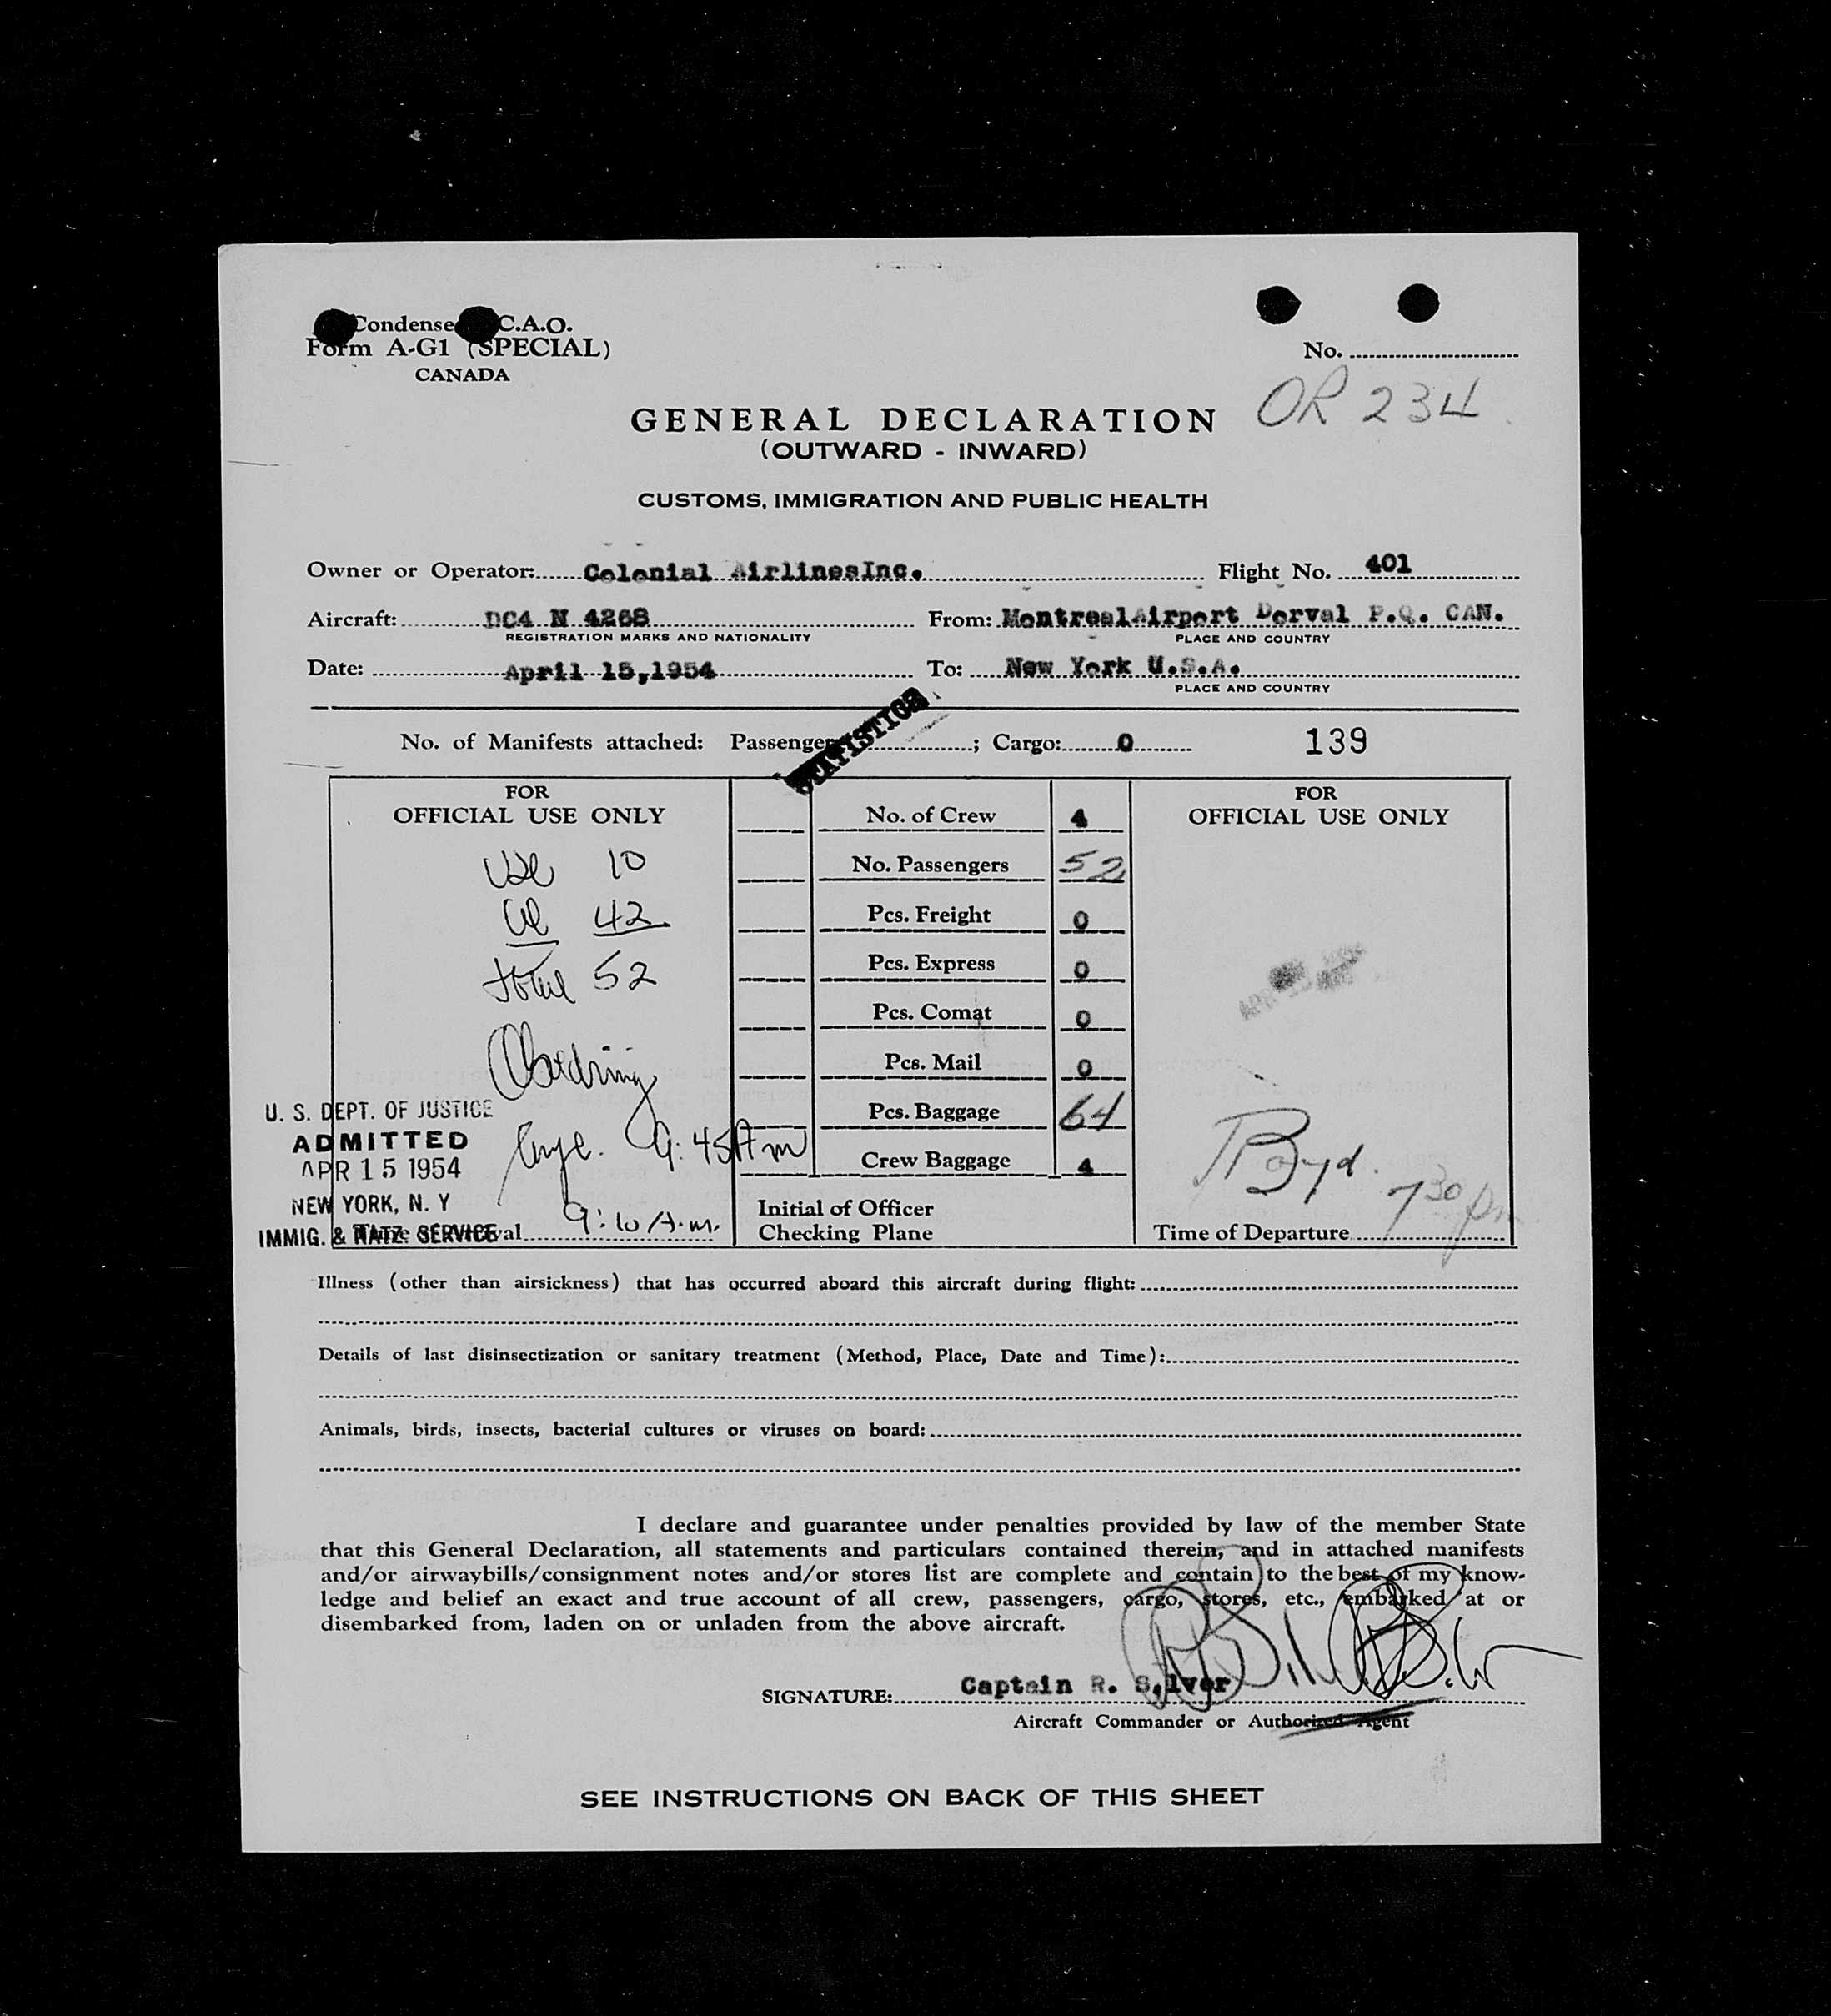 Condense C.A.O.
Form A-G1 (SPECIAL)
CANADA
No.
OR 234
GENERAL DECLARATION
(OUTWARD - INWARD)
CUSTOMS, IMMIGRATION AND PUBLIC HEALTH
Owner or Operator: Colonial AirlinesInc. Flight No. 401
Aircraft: DC4 N 4268 From: MontrealAirport Dorval P.Q. CAN.
REGISTRATION MARKS AND NATIONALITY PLACE AND COUNTRY
Date: April 15,1954 To: New York U.S.A.
PLACE AND COUNTRY
STATISTICS
No. of Manifests attached: Passenger ; Cargo: 0 139
FOR
OFFICIAL USE ONLY
10
42
52
No. of Crew 4
No. Passengers 52
Pcs. Freight 0
Pcs. Express 0
Pcs. Comat 0
Pcs. Mail 0
Pcs. Baggage 64
Crew Baggage 4
Initial of Officer
Checking Plane
FOR
OFFICIAL USE ONLY
Boyd.
Time of Departure 7 30 pm
U. S. DEPT. OF JUSTICE
ADMITTED
APR 15 1954
NEW YORK, N. Y
IMMIG. & NATZ. SERVICE
9:45 Am
9:10 A.m.
Illness (other than airsickness) that has occurred aboard this aircraft during flight:
Details of last disinsectization or sanitary treatment (Method, Place, Date and Time):
Animals, birds, insects, bacterial cultures or viruses on board:
I declare and guarantee under penalties provided by law of the member State
that this General Declaration, all statements and particulars contained therein, and in attached manifests
and/or airwaybills/consignment notes and/or stores list are complete and contain to the best of my know-
ledge and belief an exact and true account of all crew, passengers, cargo, stores, etc., embarked at or
disembarked from, laden on or unladen from the above aircraft.
SIGNATURE: Captain R. S,lver
Aircraft Commander or Authorized Agent
SEE INSTRUCTIONS ON BACK OF THIS SHEET